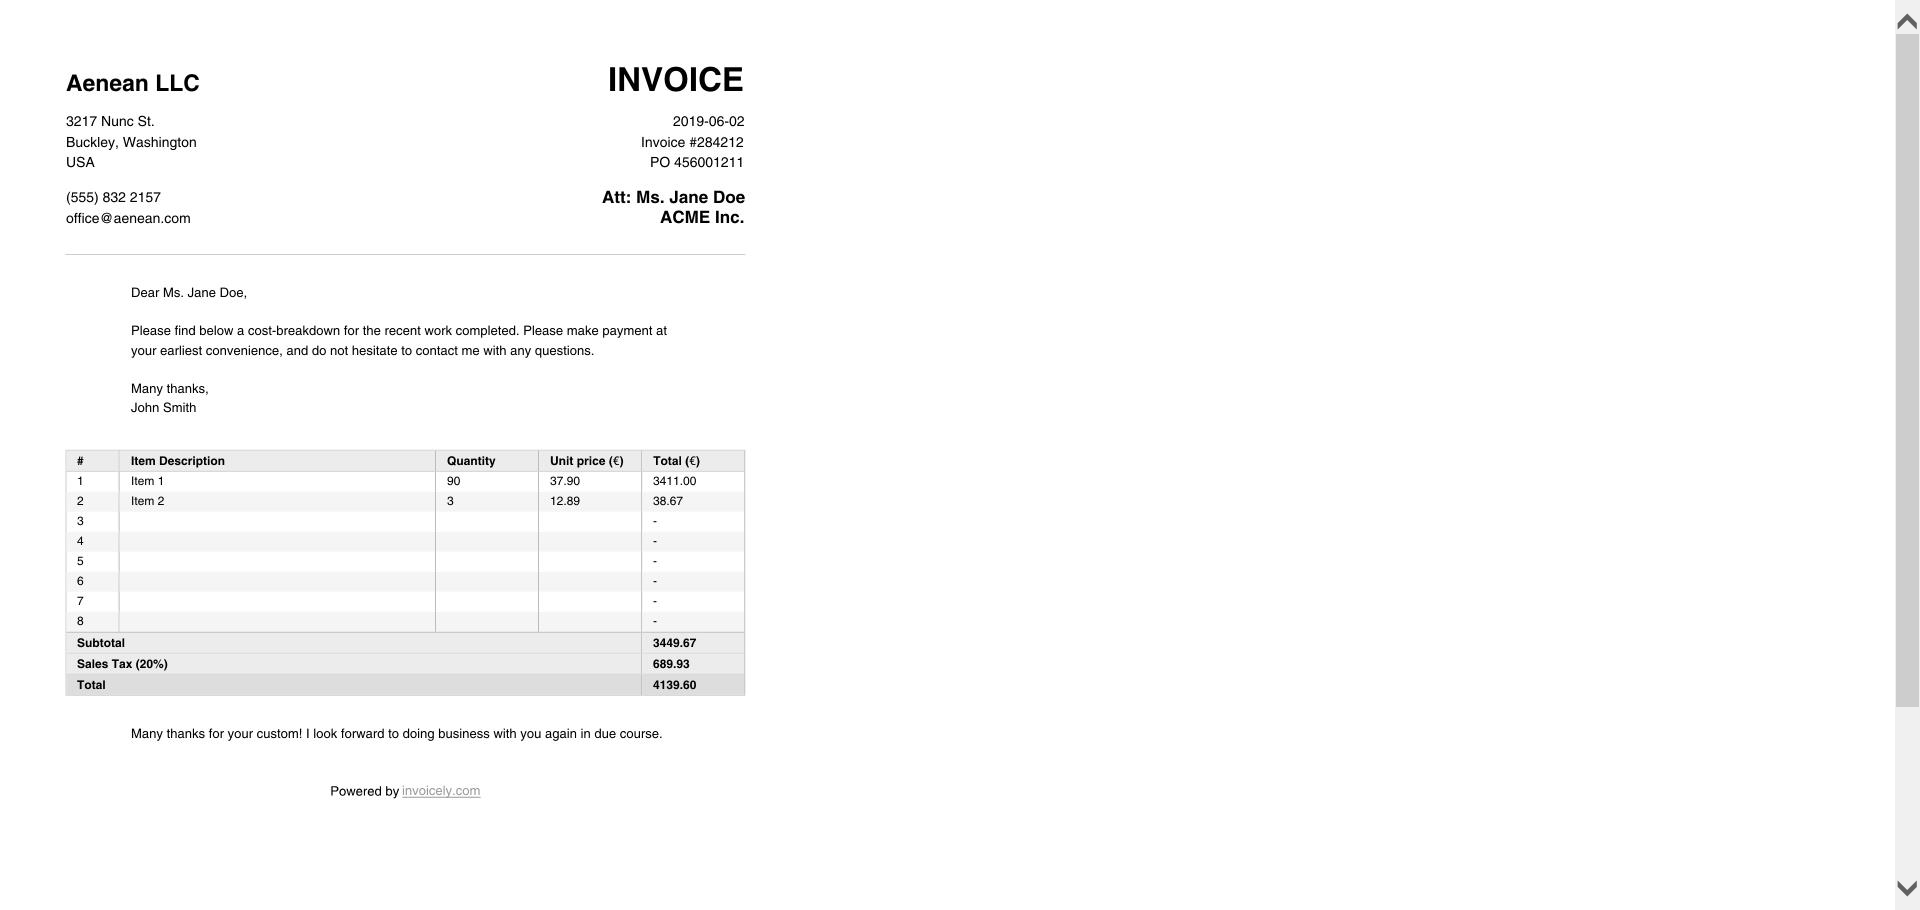 Aenean LLC
INVOICE
3217 Nunc St.
2019-06-02
Buckley, Washington
Invoice #284212
USA
PO 456001211
(555) 832 2157
Att: Ms. Jane Doe
office@aenean.com
ACME Inc.
Dear Ms. Jane Doe,
Please find below a cost-breakdown for the recent work completed. Please make payment at
your earliest convenience, and do not hesitate to contact me with any questions.
Many thanks,
John Smith
# Item Description Quantity Unit price (€) Total (€)
1 Item 1 90 37.90 3411.00
2 Item 2 3 12.89 38.67
3 -
4 -
5 -
6 -
7 -
8 -
Subtotal 3449.67
Sales Tax (20%) 689.93
Total 4139.60
Many thanks for your custom! I look forward to doing business with you again in due course.
Powered by invoicely.com